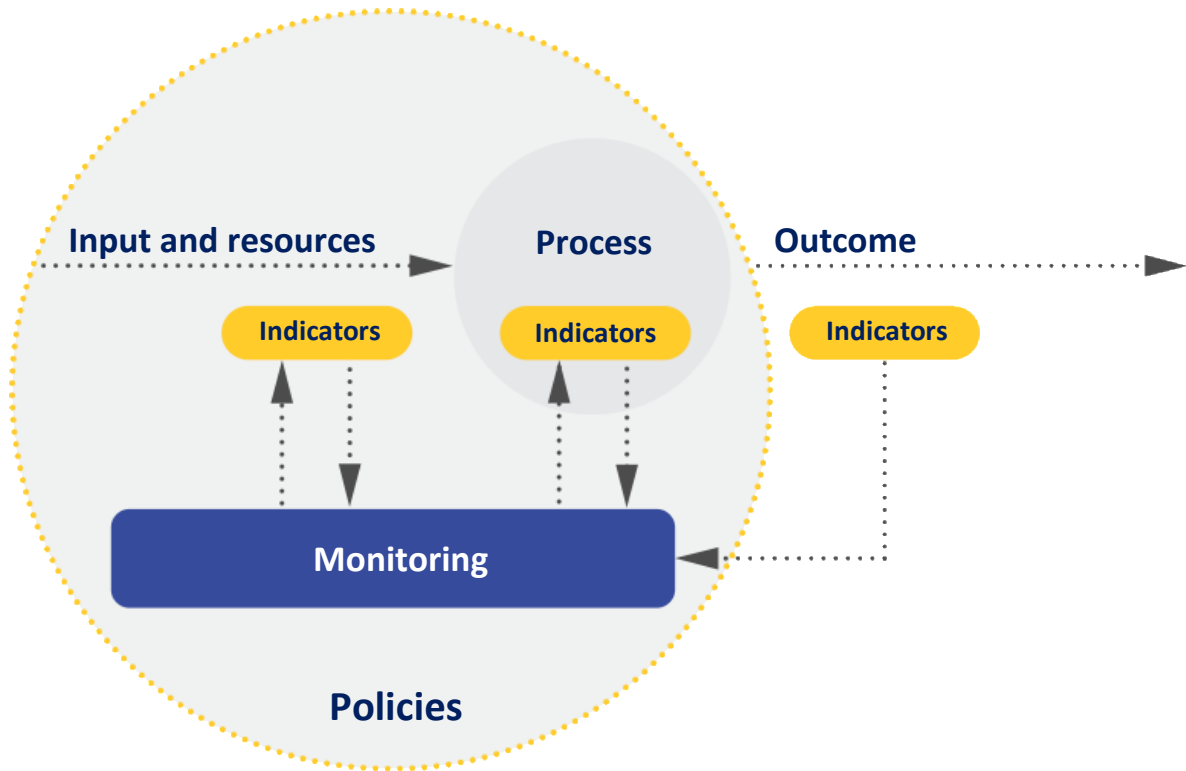 Input and resources
Process
Outcome
Indicators
Indicators
Indicators
Monitoring
Policies